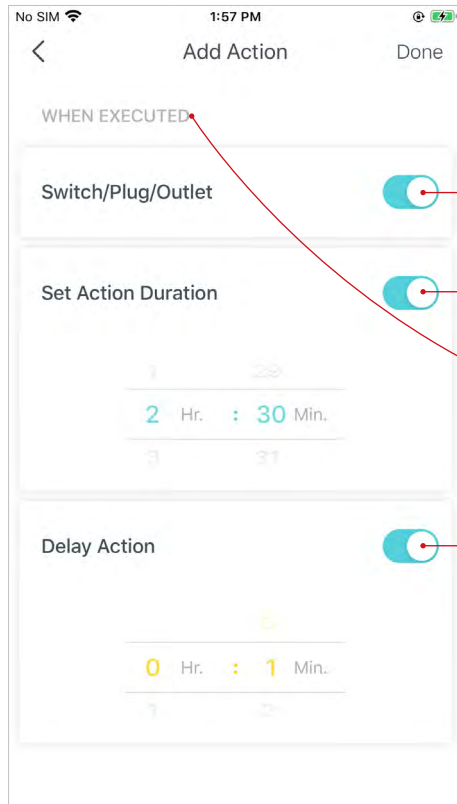 No SIM 1:57 PM
Add Action Done
WHEN EXECUTED
Switch/Plug/Outlet
Set Action Duration
1 29
2 Hr. : 30 Min.
3 31
Delay Action
0 Hr. : 1 Min.
1 2